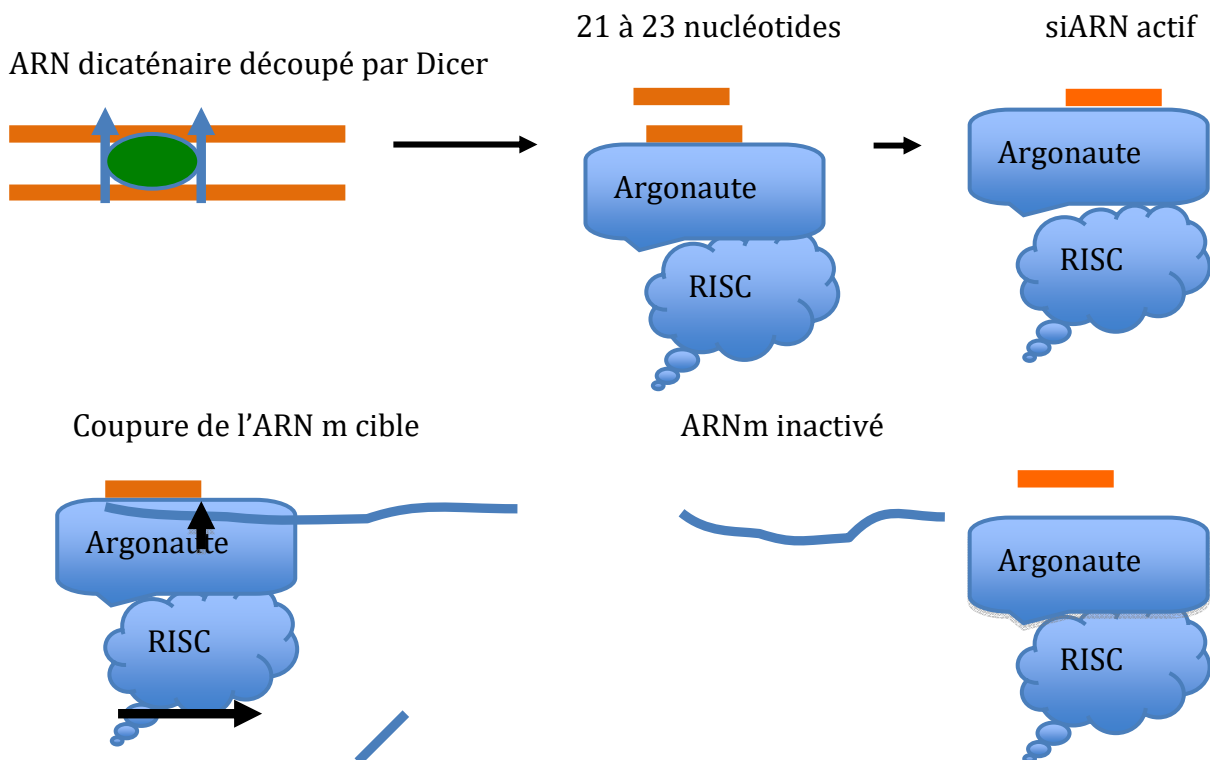 21 à 23 nucléotides
siARN actif
ARN dicaténaire découpé par Dicer
Argonaute
Argonaute
RISC
RISC
Coupure de l’ARN m cible
ARNm inactivé
Argonaute
Argonaute
RISC
RISC